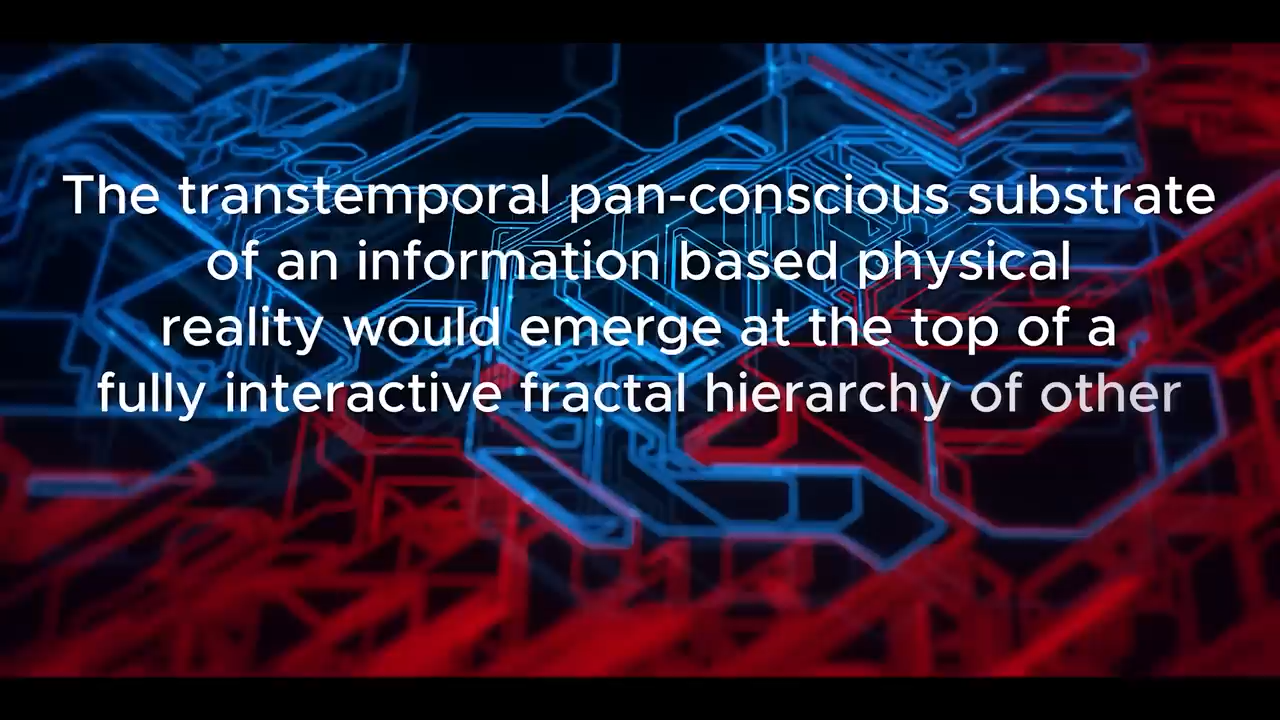 The transtemporal pan-conscious substrate
of an information based physical
reality would emerge at the top of a
fully interactive fractal hierarchy of other